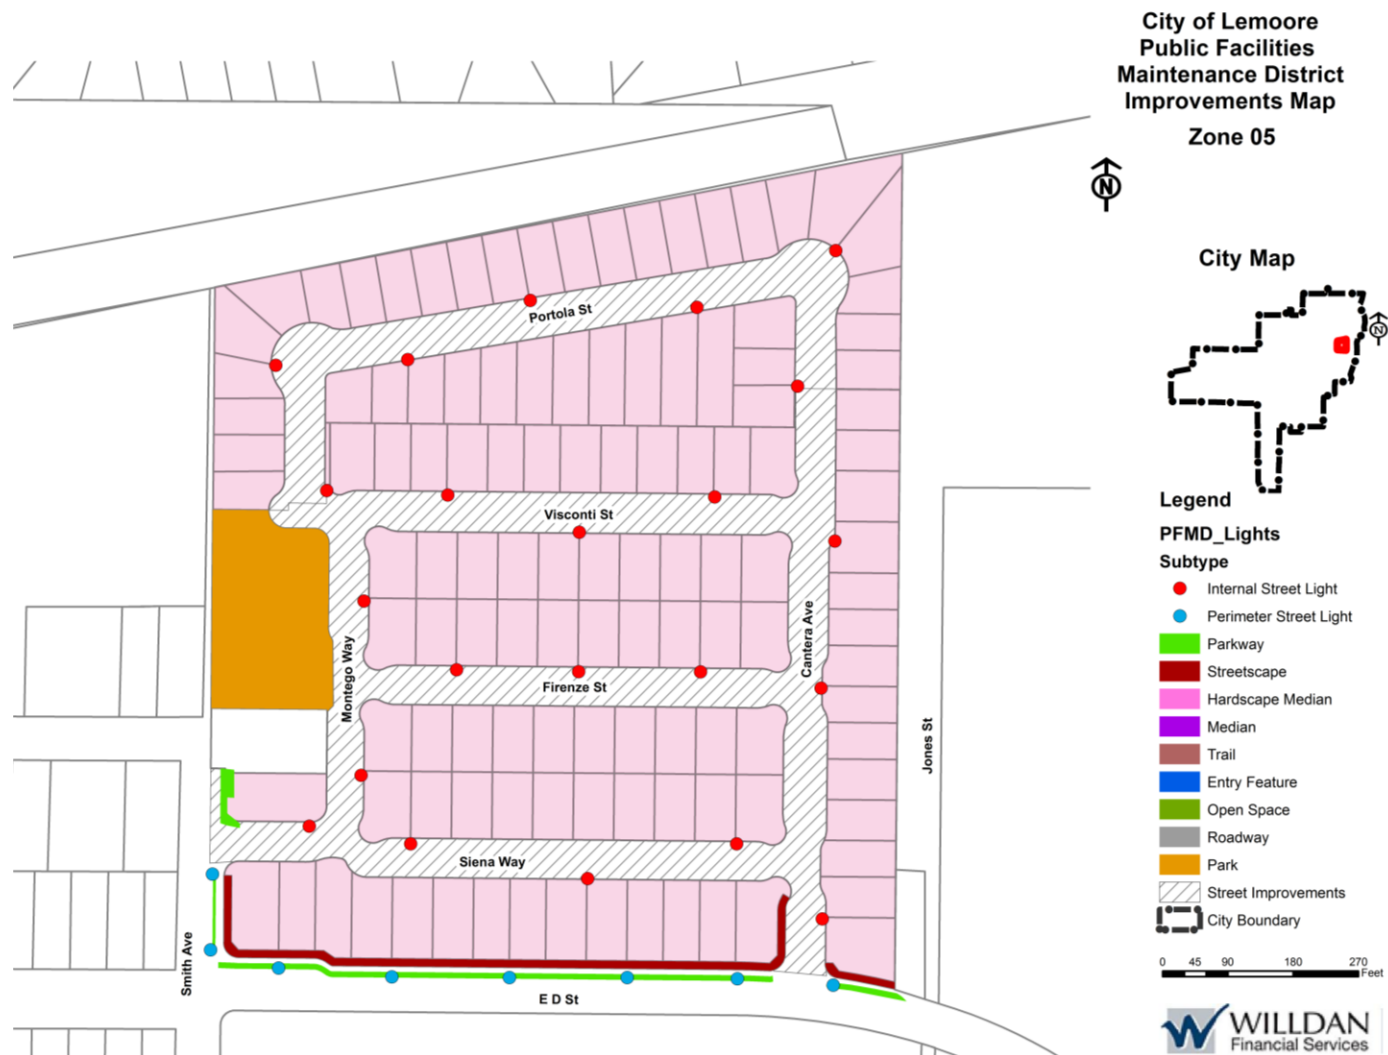 City of Lemoore
Public Facilities
Maintenance District
Improvements Map
Zone 05
N
City Map
N
Portola St
Visconti St
Cantera Ave
Montego Way
Firenze St
Jones St
Siena Way
Smith Ave
E D St
Legend
PFMD_Lights
Subtype
Internal Street Light
Perimeter Street Light
Parkway
Streetscape
Hardscape Median
Median
Trail
Entry Feature
Open Space
Roadway
Park
Street Improvements
City Boundary
0 45 90 180 270
Feet
WILLDAN
Financial Services